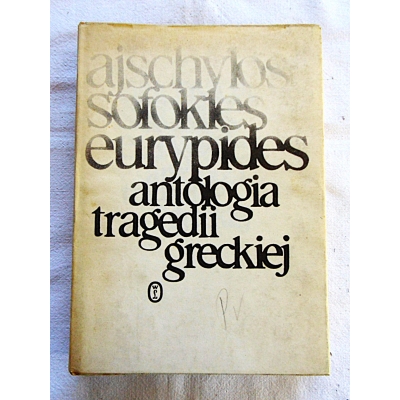 ajschylos
sofokles
eurypides
antologia
tragedii
greckiej